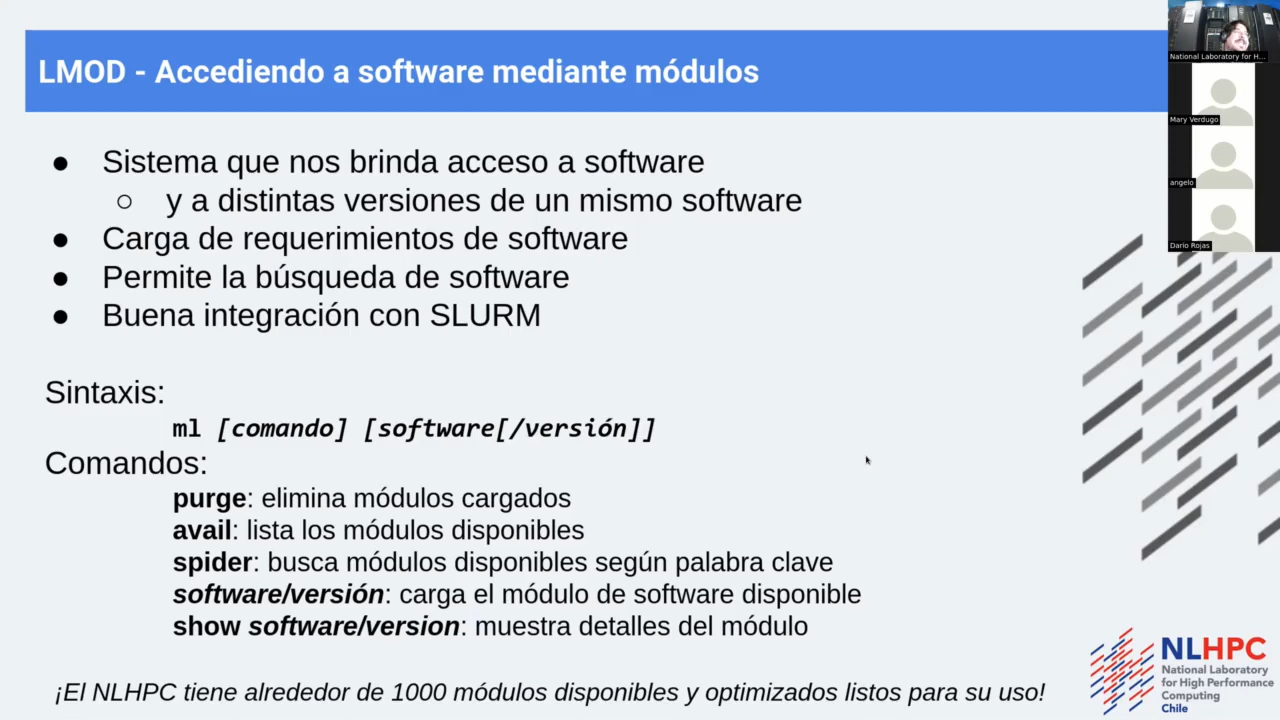 LMOD - Accediendo a software mediante módulos
● Sistema que nos brinda acceso a software
○ y a distintas versiones de un mismo software
● Carga de requerimientos de software
● Permite la búsqueda de software
● Buena integración con SLURM
Sintaxis:
ml [comando] [software[/versión]]
Comandos:
purge: elimina módulos cargados
avail: lista los módulos disponibles
spider: busca módulos disponibles según palabra clave
software/versión: carga el módulo de software disponible
show software/version: muestra detalles del módulo
¡El NLHPC tiene alrededor de 1000 módulos disponibles y optimizados listos para su uso!
National Laboratory for H...
Mary Verdugo
angelo
Darío Rojas
NLHPC
National Laboratory
for High Performance
Computing
Chile